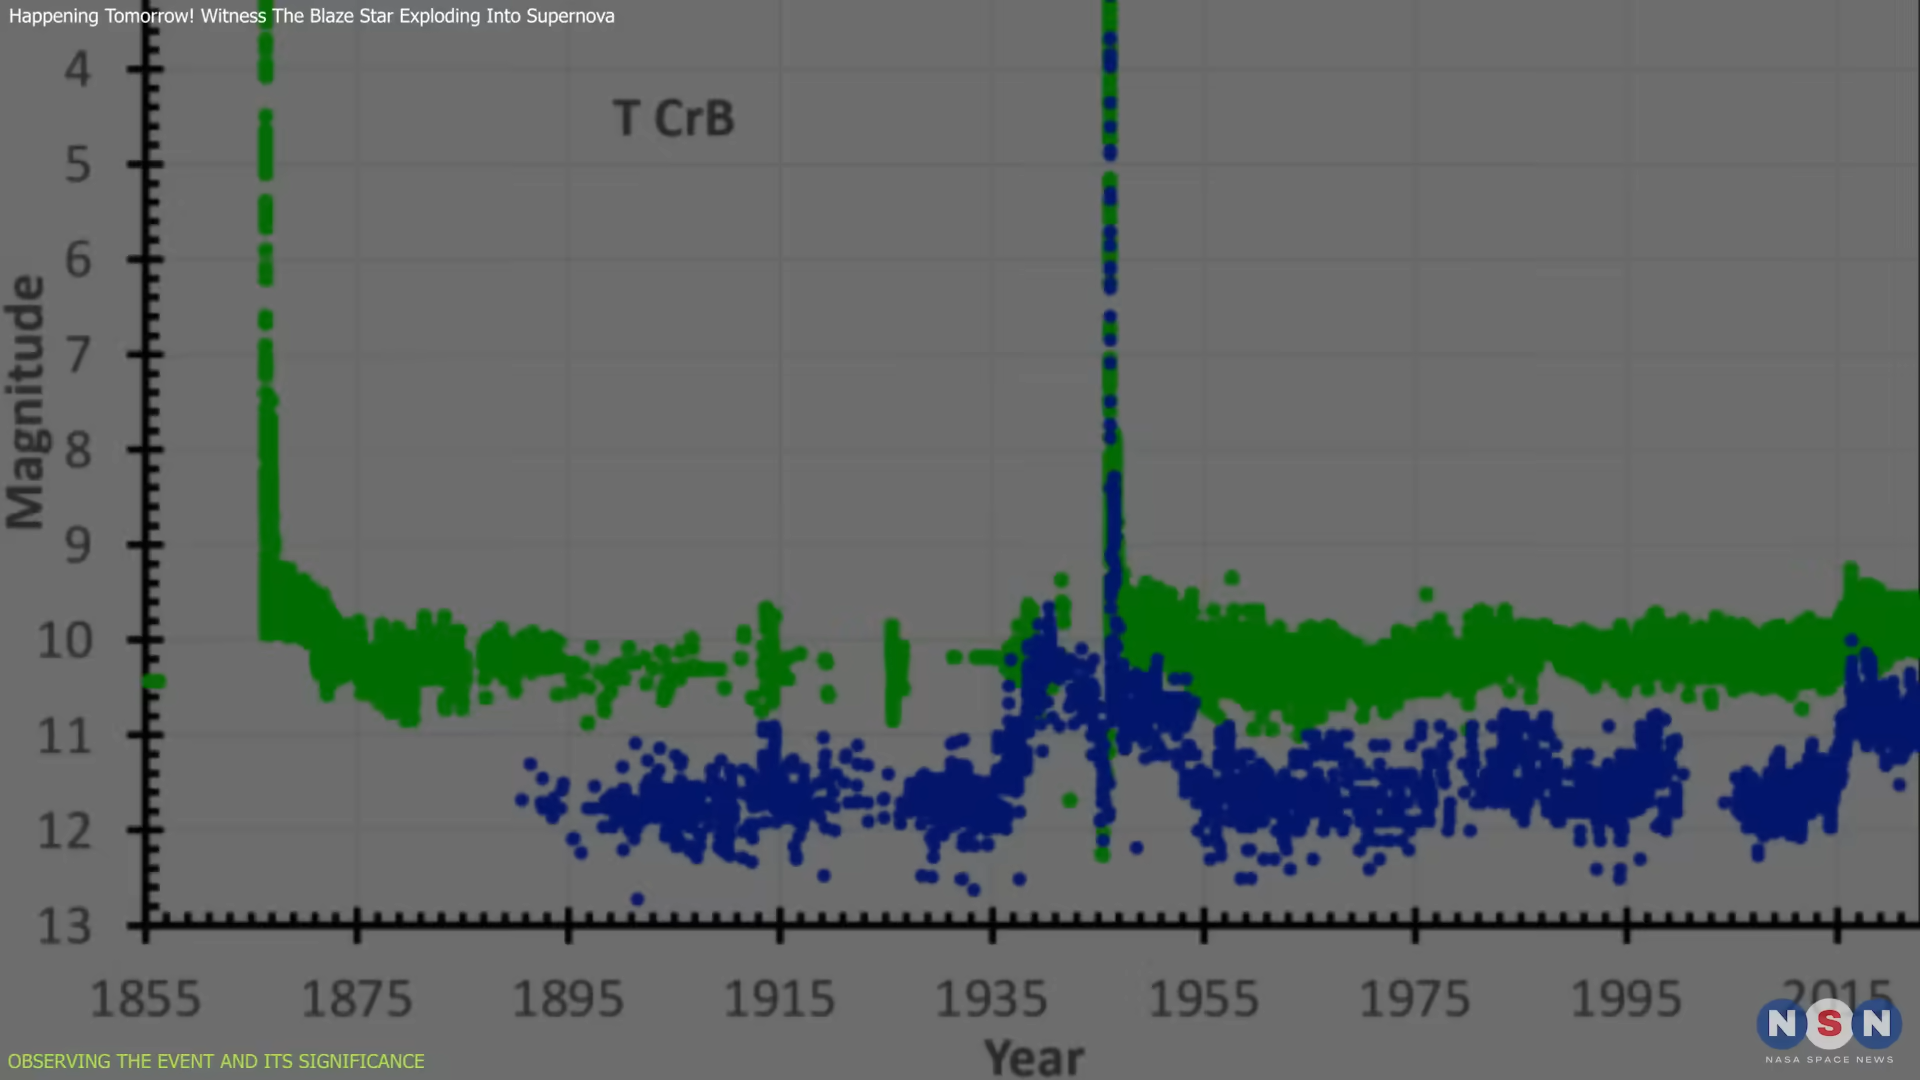 Happening Tomorrow! Witness The Blaze Star Exploding Into Supernova
4
T CrB
5
6
7
Magnitude
8
9
10
11
12
13
1855 1875 1895 1915 1935 1955 1975 1995 2015
Year
NSN
NASA SPACE NEWS
OBSERVING THE EVENT AND ITS SIGNIFICANCE